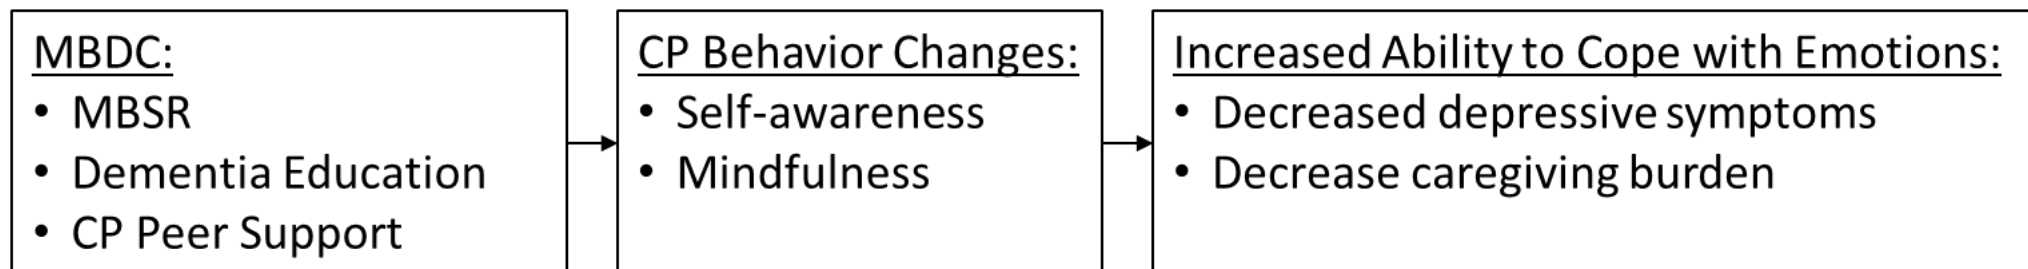 MBDC:
• MBSR
• Dementia Education
• CP Peer Support
CP Behavior Changes:
• Self-awareness
• Mindfulness
Increased Ability to Cope with Emotions:
• Decreased depressive symptoms
• Decrease caregiving burden